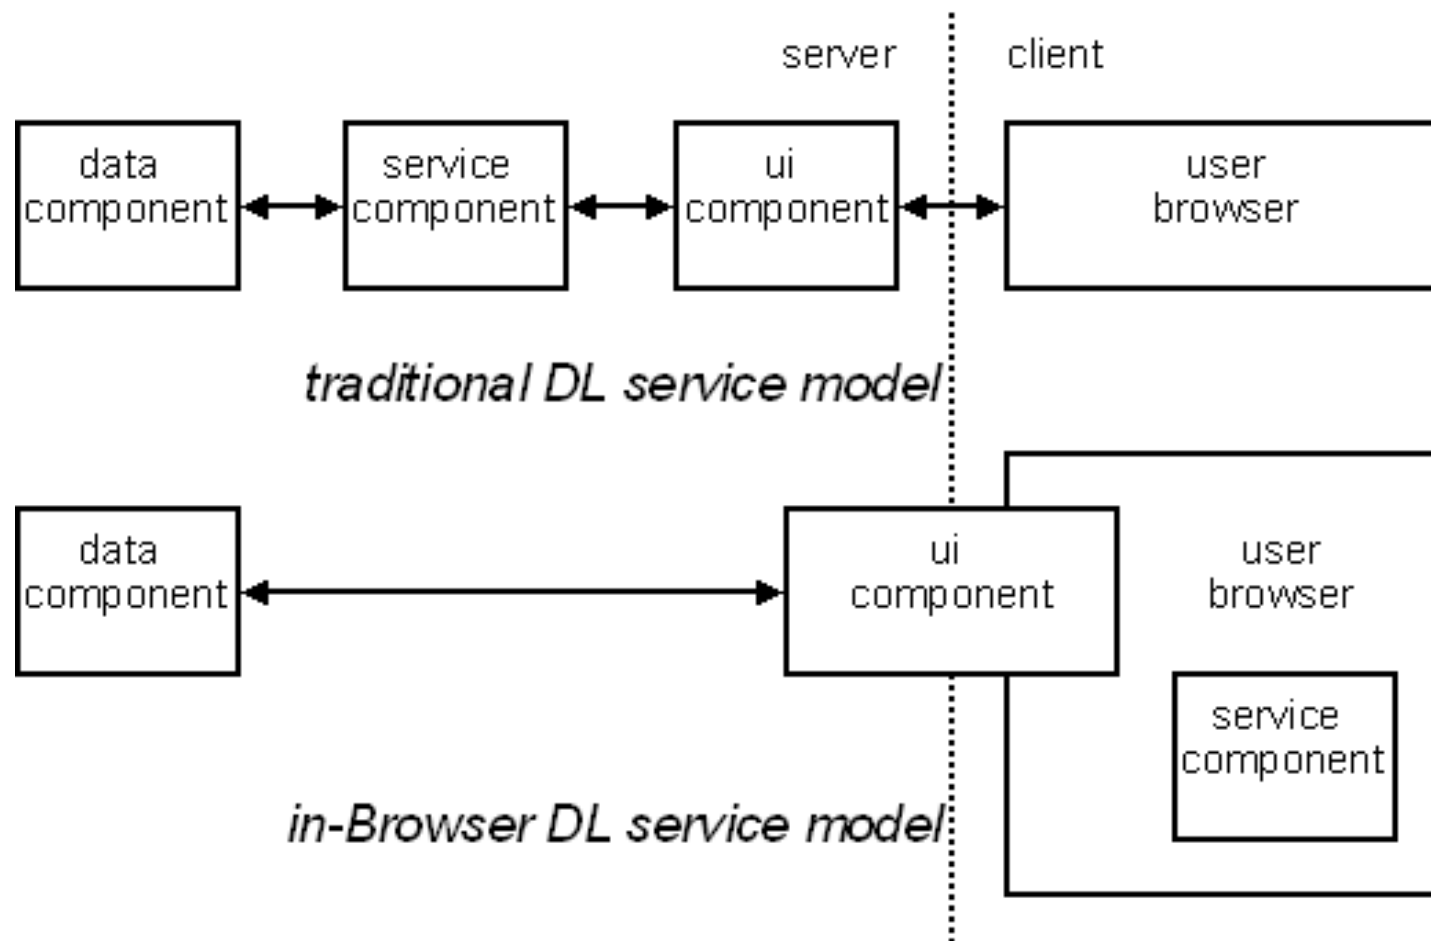 server
client
data
component
service
component
ui
component
user
browser
traditional DL service model
data
component
ui
component
user
browser
service
component
in-Browser DL service model